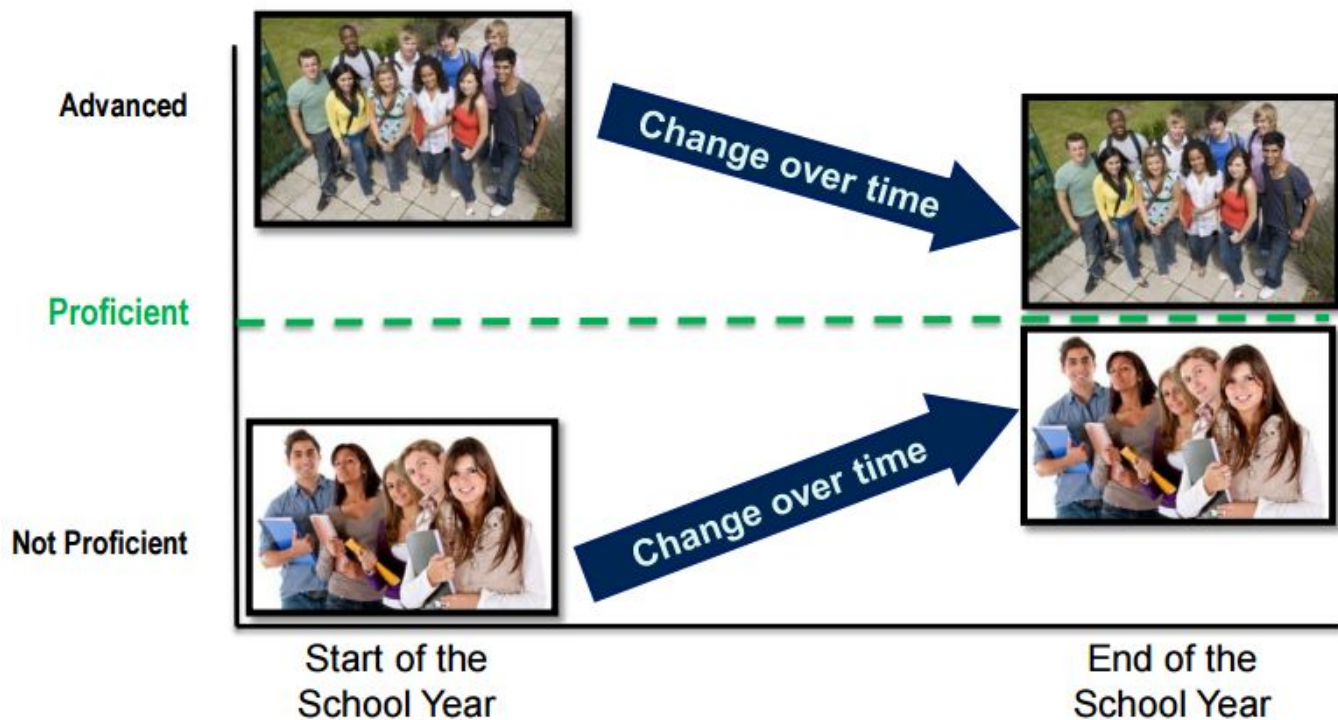 Advanced
Change over time
Proficient
Change over time
Not Proficient
Start of the
School Year
End of the
School Year